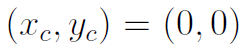 (x_c, y_c) = (0, 0)